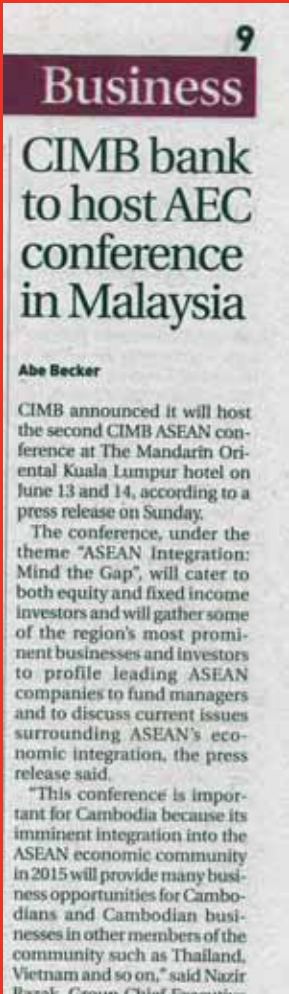 9
Business
CIMB bank
to host AEC
conference
in Malaysia
Abe Becker
CIMB announced it will host
the second CIMB ASEAN con-
ference at The Mandarin Ori-
ental Kuala Lumpur hotel on
June 13 and 14, according to a
press release on Sunday.
The conference, under the
theme "ASEAN Integration:
Mind the Gap", will cater to
both equity and fixed income
investors and will gather some
of the region's most promi-
nent businesses and investors
to profile leading ASEAN
companies to fund managers
and to discuss current issues
surrounding ASEAN's eco-
nomic integration, the press
release said.
"This conference is impor-
tant for Cambodia because its
imminent integration into the
ASEAN economic community
in 2015 will provide many busi-
ness opportunities for Cambo-
dians and Cambodian busi-
nesses in other members of the
community such as Thailand,
Vietnam and so on," said Nazir
Razak, Group Chief Executive